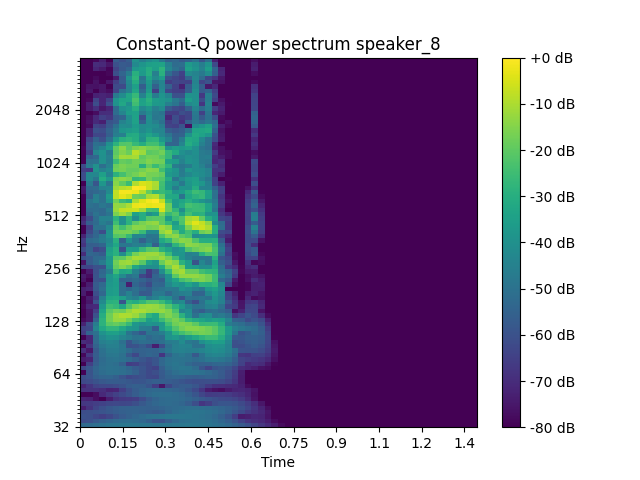 Constant-Q power spectrum speaker_8
Hz
2048
1024
512
256
128
64
32
0 0.15 0.3 0.45 0.6 0.75 0.9 1.1 1.2 1.4
Time
+0 dB
-10 dB
-20 dB
-30 dB
-40 dB
-50 dB
-60 dB
-70 dB
-80 dB